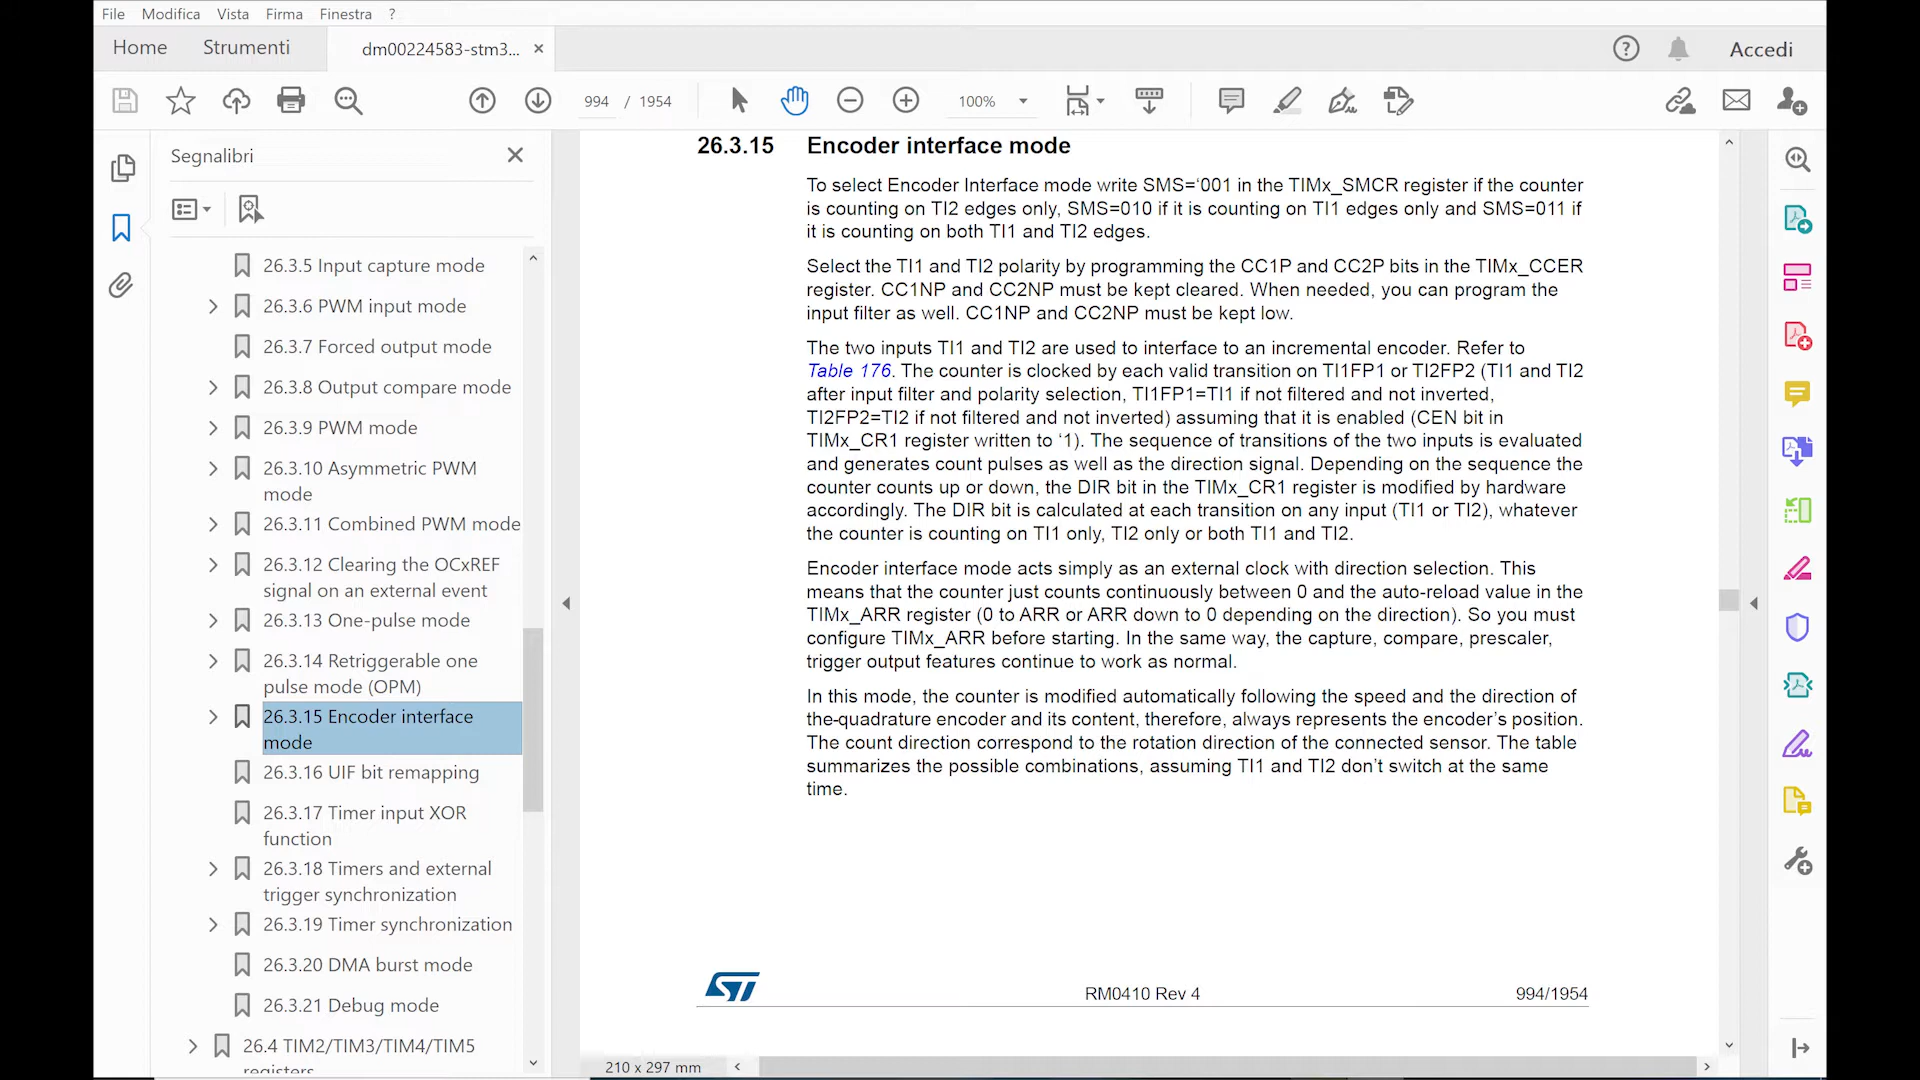 File Modifica Vista Firma Finestra ?
Home Strumenti dm00224583-stm3... × Accedi
994 / 1954 100%
Segnalibri
26.3.5 Input capture mode
26.3.6 PWM input mode
26.3.7 Forced output mode
26.3.8 Output compare mode
26.3.9 PWM mode
26.3.10 Asymmetric PWM
mode
26.3.11 Combined PWM mode
26.3.12 Clearing the OCxREF
signal on an external event
26.3.13 One-pulse mode
26.3.14 Retriggerable one
pulse mode (OPM)
26.3.15 Encoder interface
mode
26.3.16 UIF bit remapping
26.3.17 Timer input XOR
function
26.3.18 Timers and external
trigger synchronization
26.3.19 Timer synchronization
26.3.20 DMA burst mode
26.3.21 Debug mode
26.4 TIM2/TIM3/TIM4/TIM5
registers
26.3.15 Encoder interface mode
To select Encoder Interface mode write SMS=‘001 in the TIMx_SMCR register if the counter
is counting on TI2 edges only, SMS=010 if it is counting on TI1 edges only and SMS=011 if
it is counting on both TI1 and TI2 edges.
Select the TI1 and TI2 polarity by programming the CC1P and CC2P bits in the TIMx_CCER
register. CC1NP and CC2NP must be kept cleared. When needed, you can program the
input filter as well. CC1NP and CC2NP must be kept low.
The two inputs TI1 and TI2 are used to interface to an incremental encoder. Refer to
Table 176. The counter is clocked by each valid transition on TI1FP1 or TI2FP2 (TI1 and TI2
after input filter and polarity selection, TI1FP1=TI1 if not filtered and not inverted,
TI2FP2=TI2 if not filtered and not inverted) assuming that it is enabled (CEN bit in
TIMx_CR1 register written to ‘1). The sequence of transitions of the two inputs is evaluated
and generates count pulses as well as the direction signal. Depending on the sequence the
counter counts up or down, the DIR bit in the TIMx_CR1 register is modified by hardware
accordingly. The DIR bit is calculated at each transition on any input (TI1 or TI2), whatever
the counter is counting on TI1 only, TI2 only or both TI1 and TI2.
Encoder interface mode acts simply as an external clock with direction selection. This
means that the counter just counts continuously between 0 and the auto-reload value in the
TIMx_ARR register (0 to ARR or ARR down to 0 depending on the direction). So you must
configure TIMx_ARR before starting. In the same way, the capture, compare, prescaler,
trigger output features continue to work as normal.
In this mode, the counter is modified automatically following the speed and the direction of
the-quadrature encoder and its content, therefore, always represents the encoder’s position.
The count direction correspond to the rotation direction of the connected sensor. The table
summarizes the possible combinations, assuming TI1 and TI2 don’t switch at the same
time.
ST RM0410 Rev 4 994/1954
210 x 297 mm